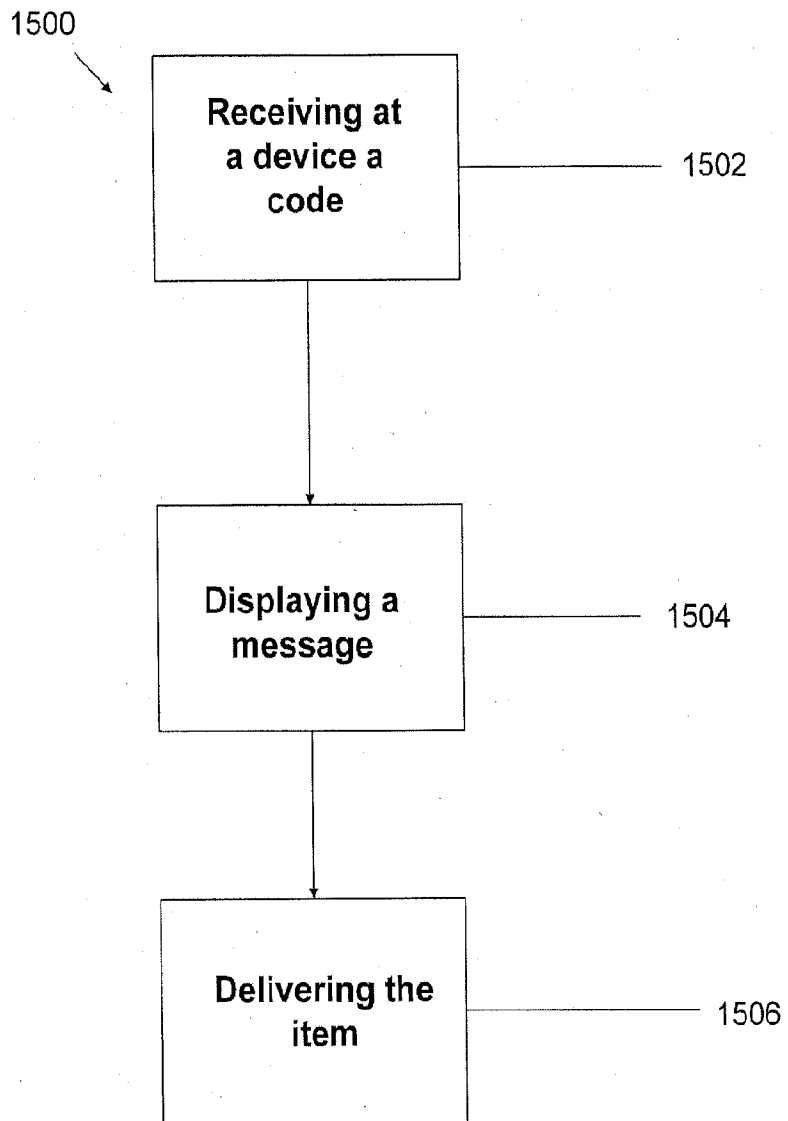 1500
Receiving at
a device a
code
1502
Displaying a
message
1504
Delivering the
item
1506